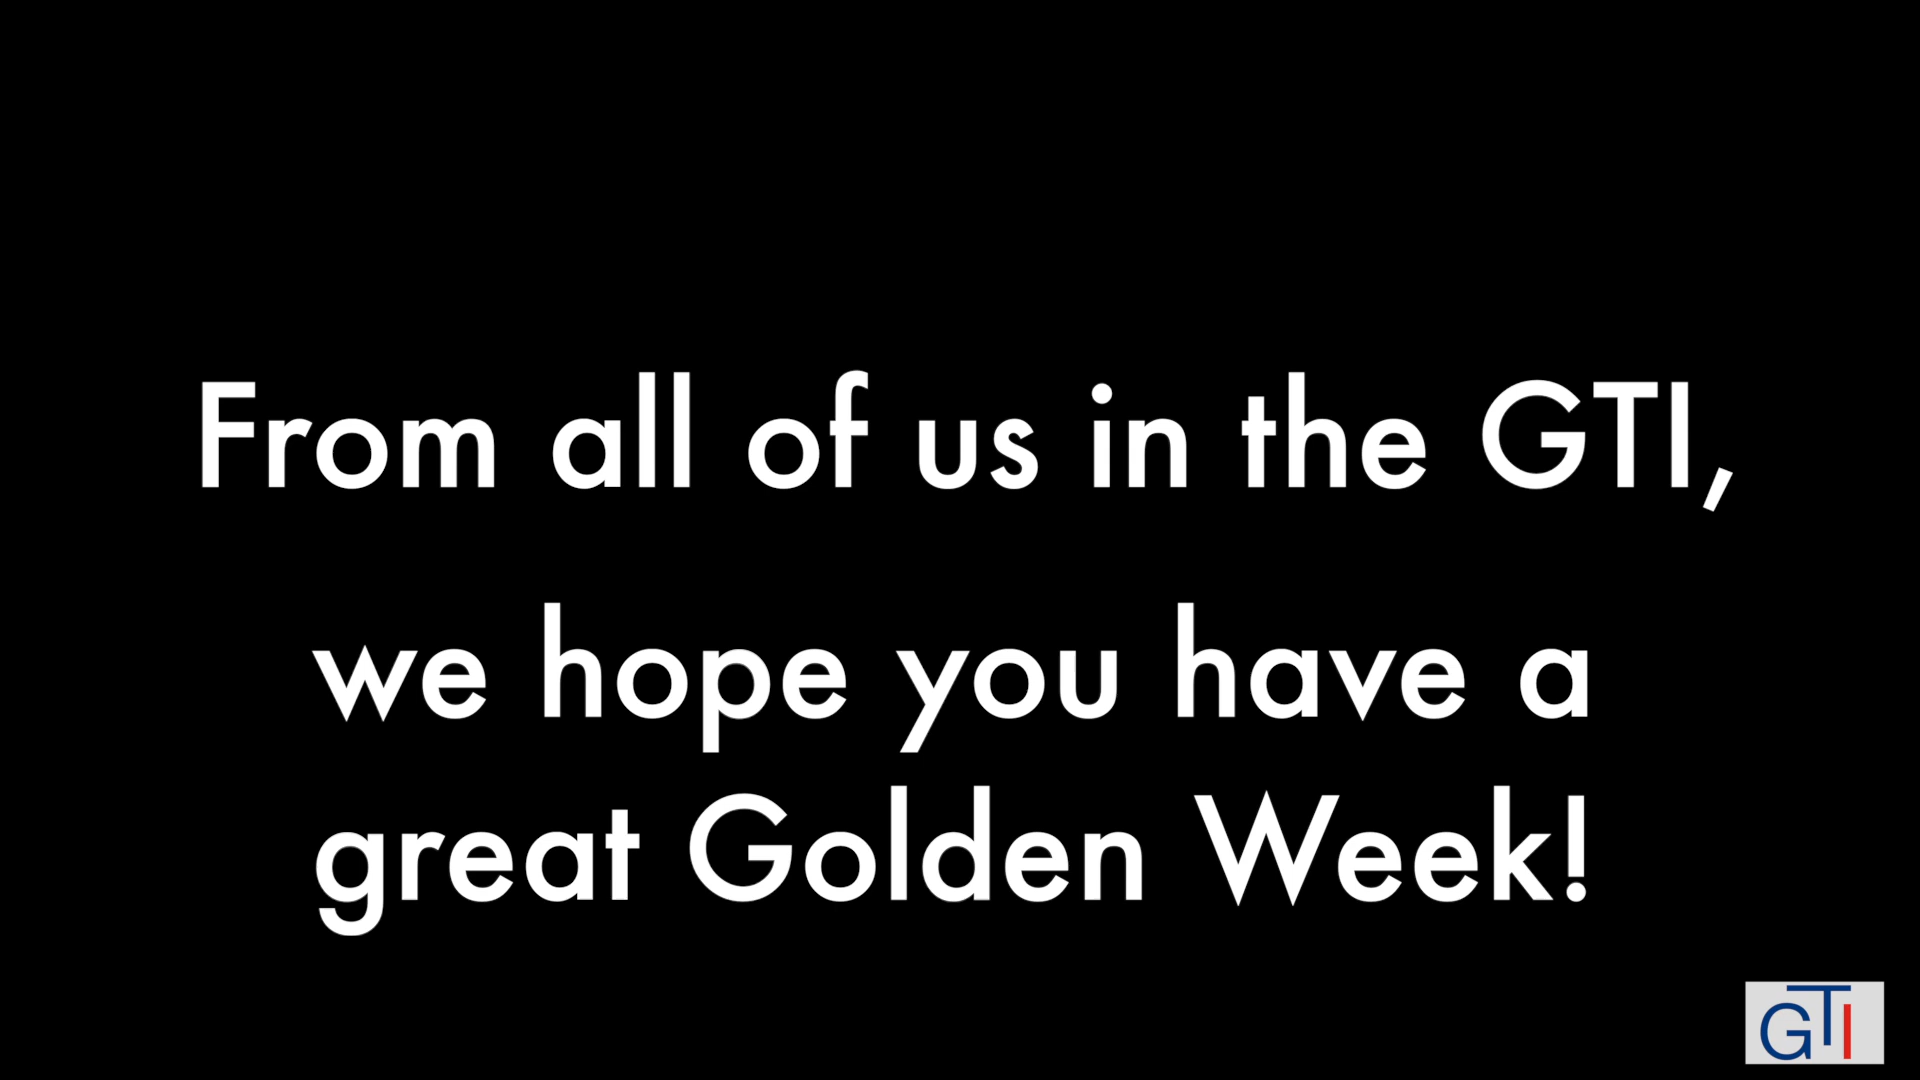 From all of us in the GTI,
we hope you have a
great Golden Week!
GTI